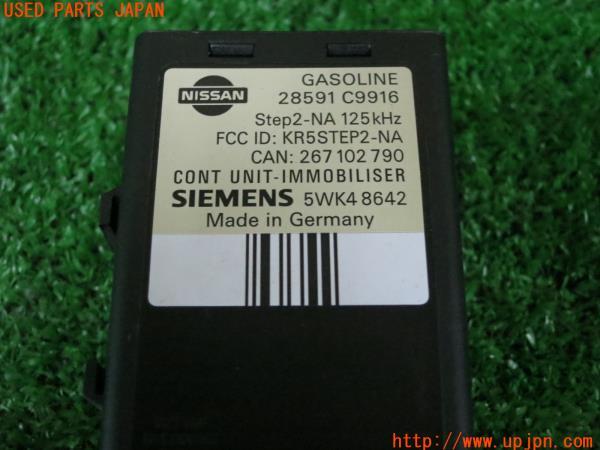 USED PARTS JAPAN
NISSAN
GASOLINE
28591 C9916
Step2-NA 125kHz
FCC ID: KR5STEP2-NA
CAN: 267 102 790
CONT UNIT-IMMOBILISER
SIEMENS 5WK4 8642
Made in Germany
http://www.upjpn.com/